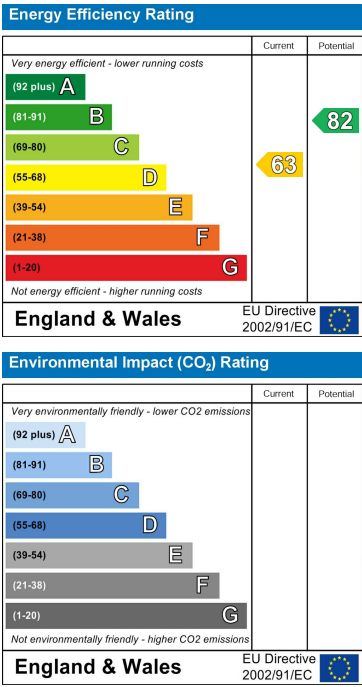 Energy Efficiency Rating
Current Potential
Very energy efficient - lower running costs
(92 plus) A
(81-91) B
82
(69-80) C
63
(55-68) D
(39-54) E
(21-38) F
(1-20) G
Not energy efficient - higher running costs
England & Wales
EU Directive
2002/91/EC
Environmental Impact (CO₂) Rating
Current Potential
Very environmentally friendly - lower CO2 emissions
(92 plus) A
(81-91) B
(69-80) C
(55-68) D
(39-54) E
(21-38) F
(1-20) G
Not environmentally friendly - higher CO2 emissions
England & Wales
EU Directive
2002/91/EC